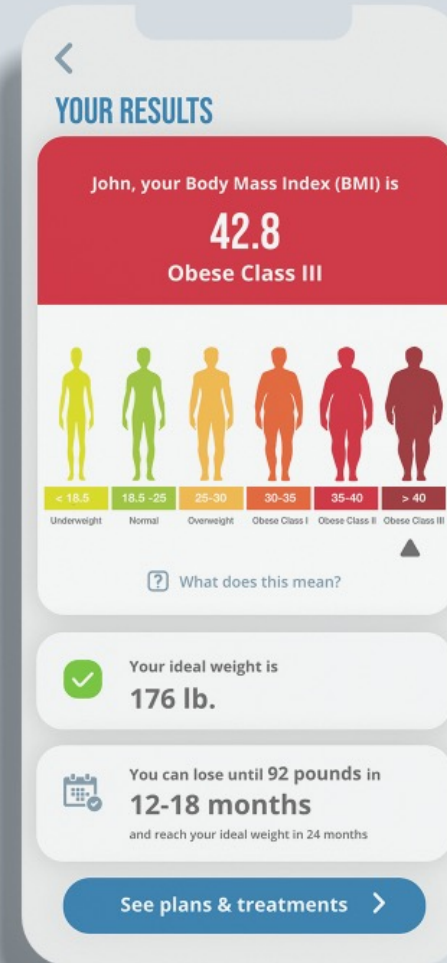 YOUR RESULTS
John, your Body Mass Index (BMI) is
42.8
Obese Class III
< 18.5 18.5 -25 25-30 30-35 35-40 > 40
Underweight Normal Overweight Obese Class I Obese Class II Obese Class III
? What does this mean?
Your ideal weight is
176 lb.
You can lose until 92 pounds in
12-18 months
and reach your ideal weight in 24 months
See plans & treatments